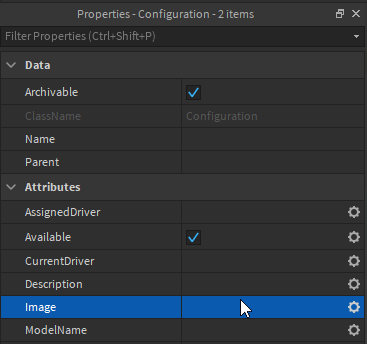 Properties - Configuration - 2 items
Filter Properties (Ctrl+Shift+P)
Data
Archivable
ClassName Configuration
Name
Parent
Attributes
AssignedDriver
Available
CurrentDriver
Description
Image
ModelName